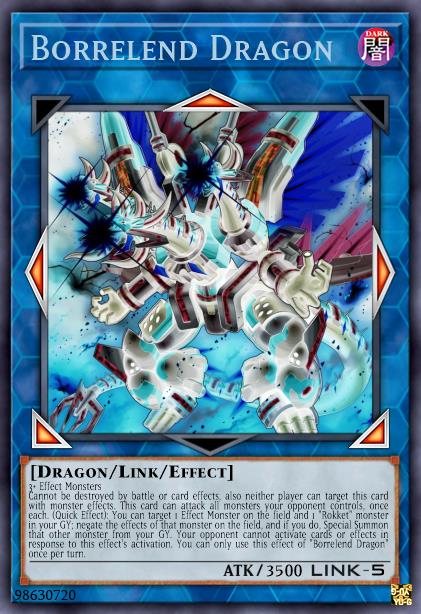 Borrelend Dragon
DARK
闇
[Dragon/Link/Effect]
3+ Effect Monsters
Cannot be destroyed by battle or card effects, also neither player can target this card
with monster effects. This card can attack all monsters your opponent controls, once
each. (Quick Effect): You can target 1 Effect Monster on the field and 1 "Rokket" monster
in your GY; negate the effects of that monster on the field, and if you do, Special Summon
that other monster from your GY. Your opponent cannot activate cards or effects in
response to this effect's activation. You can only use this effect of "Borrelend Dragon"
once per turn.
ATK/3500 LINK-5
98630720